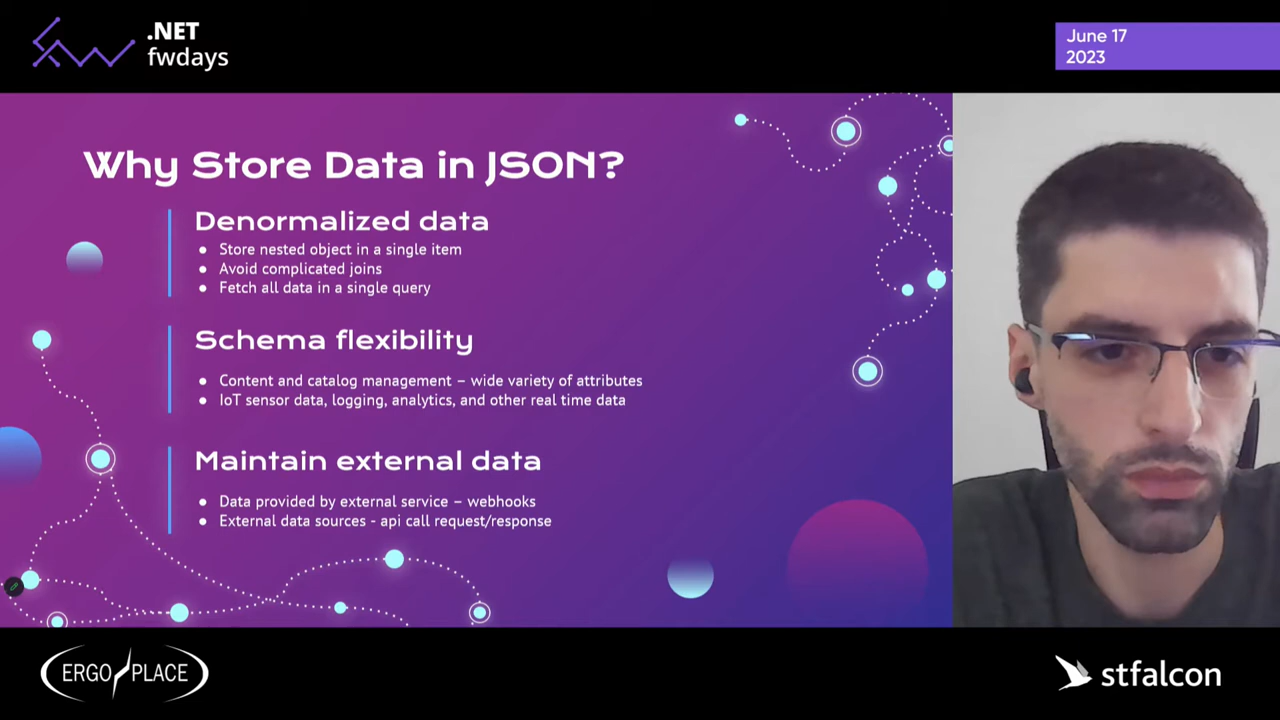 .NET
fwdays
June 17
2023
Why Store Data in JSON?
Denormalized data
● Store nested object in a single item
● Avoid complicated joins
● Fetch all data in a single query
Schema flexibility
● Content and catalog management – wide variety of attributes
● IoT sensor data, logging, analytics, and other real time data
Maintain external data
● Data provided by external service – webhooks
● External data sources - api call request/response
ERGO PLACE
stfalcon